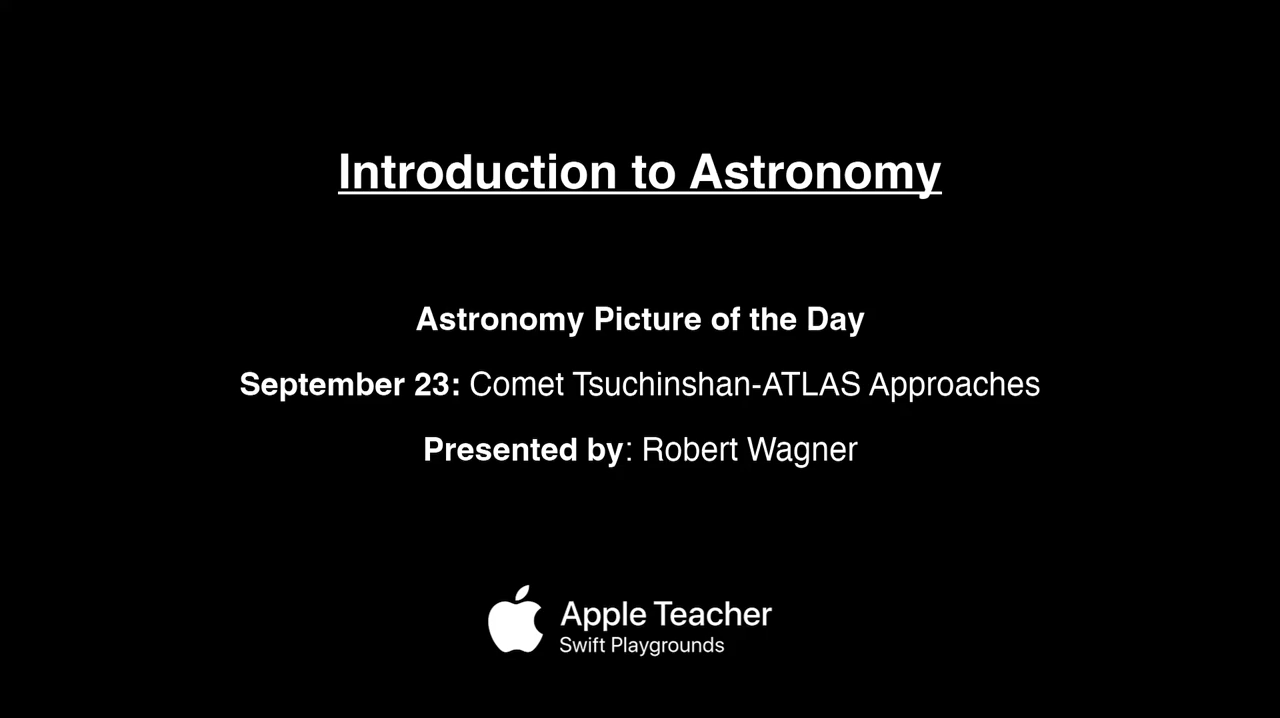 Introduction to Astronomy
Astronomy Picture of the Day
September 23: Comet Tsuchinshan-ATLAS Approaches
Presented by: Robert Wagner
Apple Teacher
Swift Playgrounds